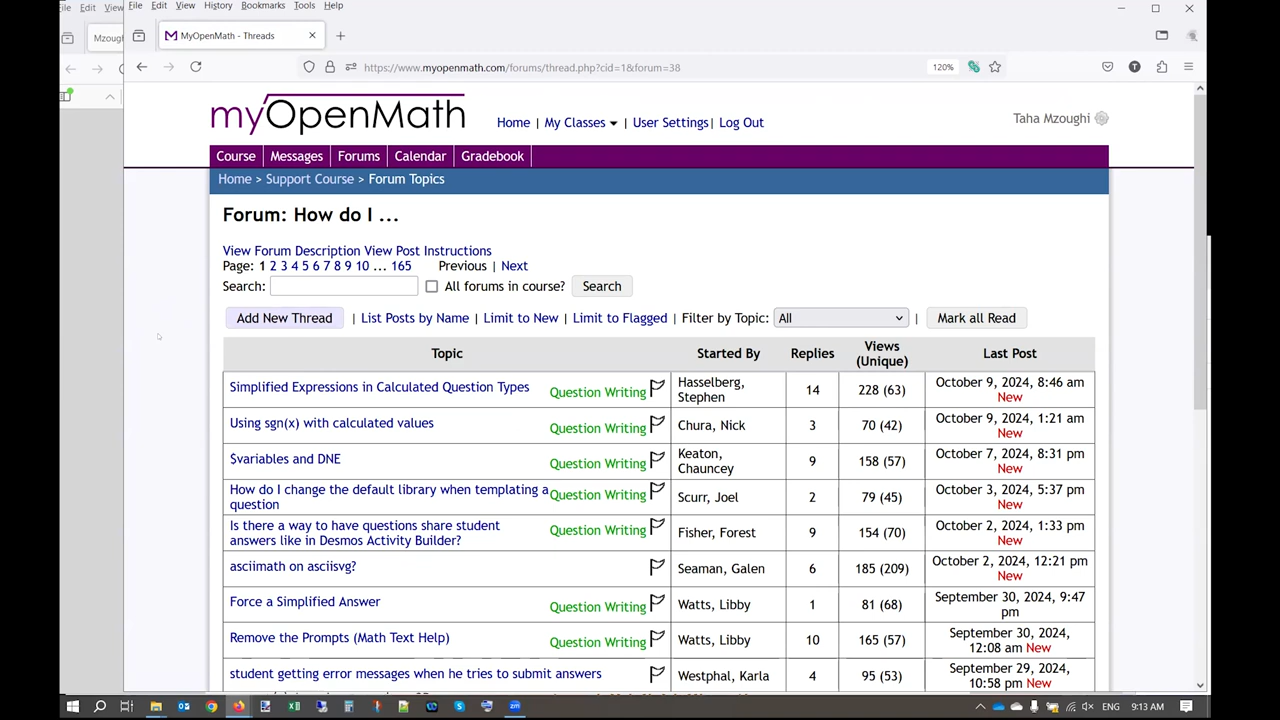 File Edit View
File Edit View History Bookmarks Tools Help
Mzoug
MyOpenMath - Threads
https://www.myopenmath.com/forums/thread.php?cid=1&forum=38
120%
T
myOpenMath
Home | My Classes | User Settings | Log Out
Taha Mzoughi
Course Messages Forums Calendar Gradebook
Home > Support Course > Forum Topics
Forum: How do I ...
View Forum Description View Post Instructions
Page: 1 2 3 4 5 6 7 8 9 10 ... 165 Previous | Next
Search: All forums in course? Search
Add New Thread | List Posts by Name | Limit to New | Limit to Flagged | Filter by Topic: All | Mark all Read
Topic Started By Replies Views (Unique) Last Post
Simplified Expressions in Calculated Question Types Question Writing Hasselberg, Stephen 14 228 (63) October 9, 2024, 8:46 am New
Using sgn(x) with calculated values Question Writing Chura, Nick 3 70 (42) October 9, 2024, 1:21 am New
$variables and DNE Question Writing Keaton, Chauncey 9 158 (57) October 7, 2024, 8:31 pm New
How do I change the default library when templating a question Question Writing Scurr, Joel 2 79 (45) October 3, 2024, 5:37 pm New
Is there a way to have questions share student answers like in Desmos Activity Builder? Question Writing Fisher, Forest 9 154 (70) October 2, 2024, 1:33 pm New
asciimath on asciisvg? Seaman, Galen 6 185 (209) October 2, 2024, 12:21 pm New
Force a Simplified Answer Question Writing Watts, Libby 1 81 (68) September 30, 2024, 9:47 pm
Remove the Prompts (Math Text Help) Question Writing Watts, Libby 10 165 (57) September 30, 2024, 12:08 am New
student getting error messages when he tries to submit answers Westphal, Karla 4 95 (53) September 29, 2024, 10:58 pm New
ENG 9:13 AM